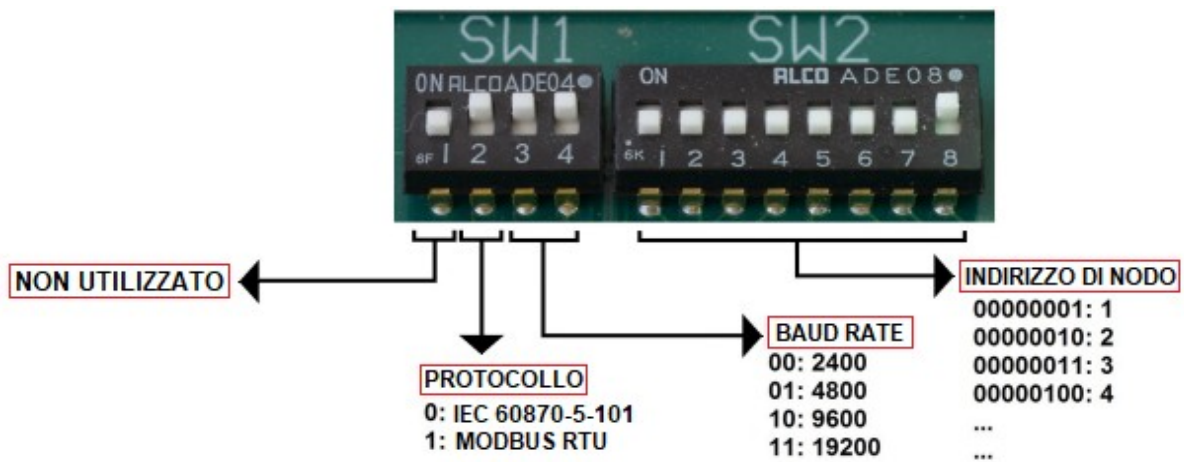 SW1 SW2
ON ALCO ADE04
ON ALCO ADE08
6F 1 2 3 4
6K 1 2 3 4 5 6 7 8
NON UTILIZZATO
PROTOCOLLO
0: IEC 60870-5-101
1: MODBUS RTU
BAUD RATE
00: 2400
01: 4800
10: 9600
11: 19200
INDIRIZZO DI NODO
00000001: 1
00000010: 2
00000011: 3
00000100: 4
...
...